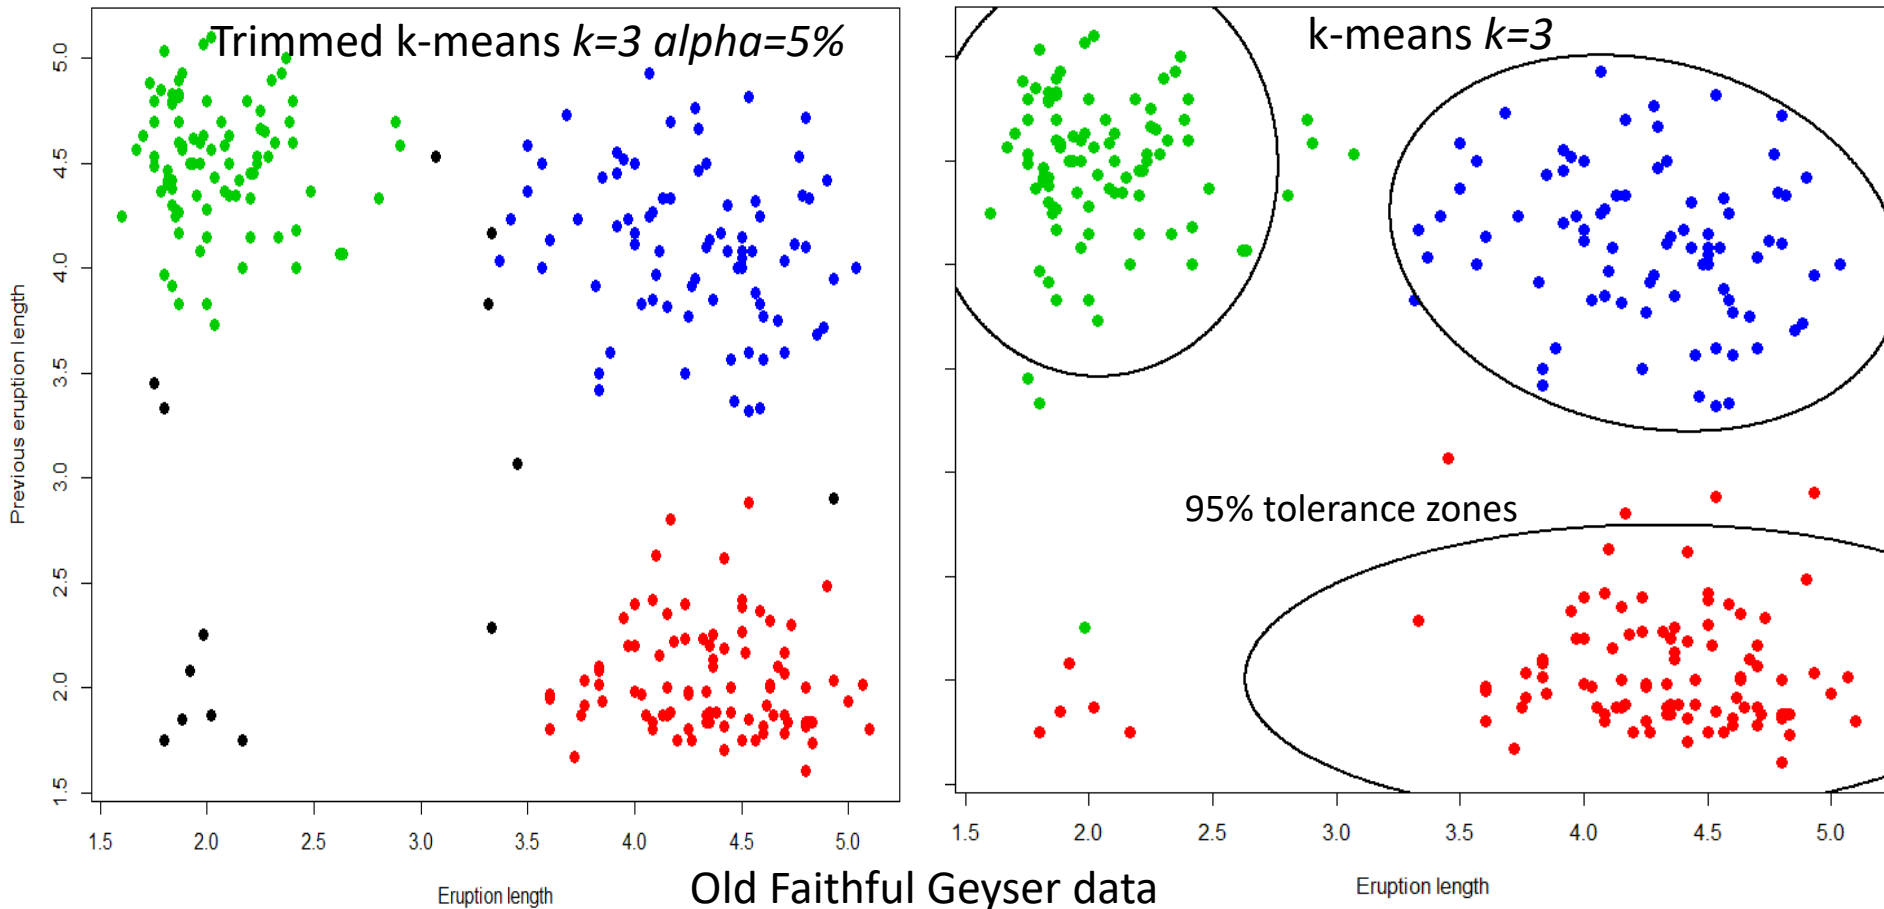 Trimmed k-means k=3 alpha=5%
k-means k=3
Previous eruption length
5.0
4.5
4.0
3.5
3.0
2.5
2.0
1.5
95% tolerance zones
1.5 2.0 2.5 3.0 3.5 4.0 4.5 5.0
1.5 2.0 2.5 3.0 3.5 4.0 4.5 5.0
Eruption length
Old Faithful Geyser data
Eruption length